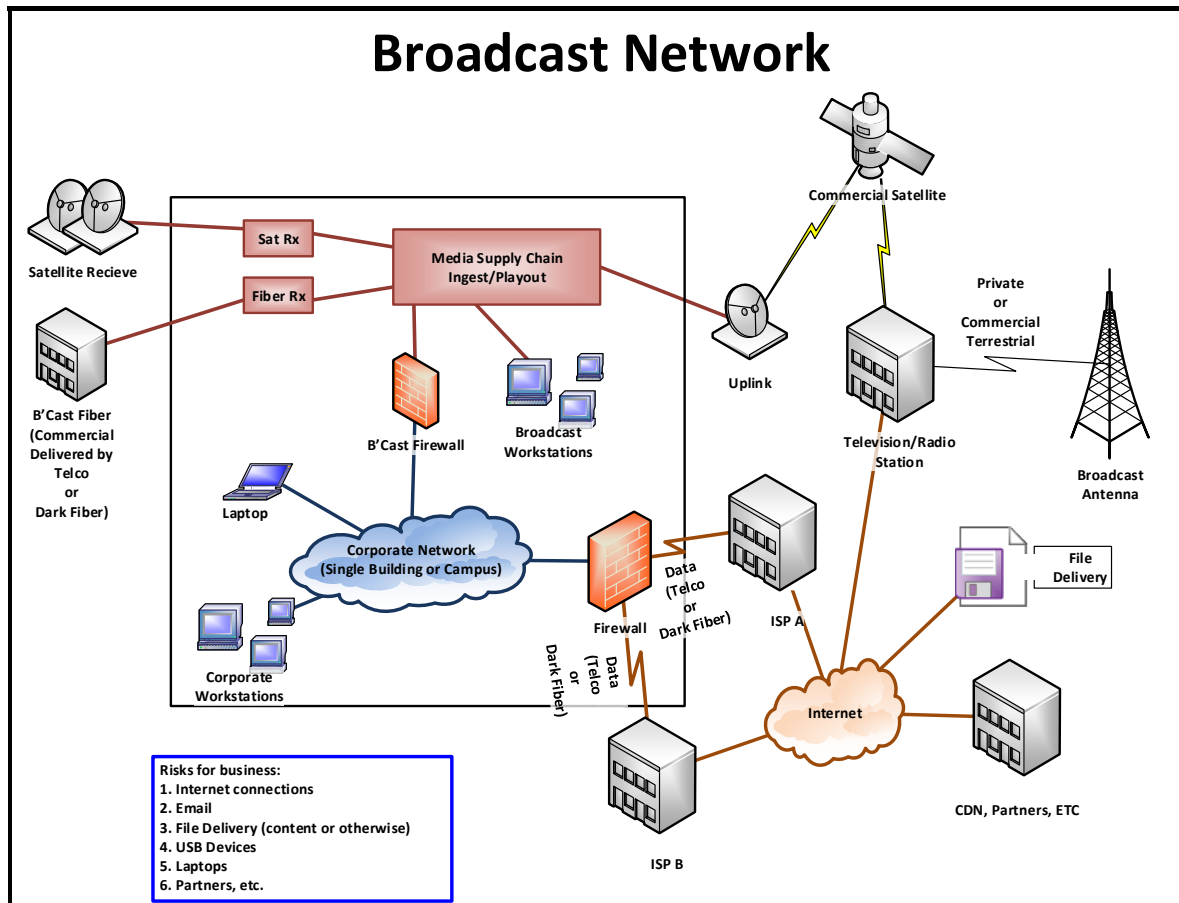 Broadcast Network
Commercial Satellite
Satellite Recieve
Sat Rx
Fiber Rx
Media Supply Chain
Ingest/Playout
Private
or
Commercial
Terrestrial
Uplink
B'Cast Fiber
(Commercial
Delivered by
Telco
or
Dark Fiber)
B'Cast Firewall
Broadcast
Workstations
Television/Radio
Station
Broadcast
Antenna
Laptop
Corporate Network
(Single Building or Campus)
Firewall
Data
(Telco
or
Dark Fiber)
ISP A
File
Delivery
Corporate
Workstations
Data
(Telco
or
Dark Fiber)
Internet
ISP B
CDN, Partners, ETC
Risks for business:
1. Internet connections
2. Email
3. File Delivery (content or otherwise)
4. USB Devices
5. Laptops
6. Partners, etc.